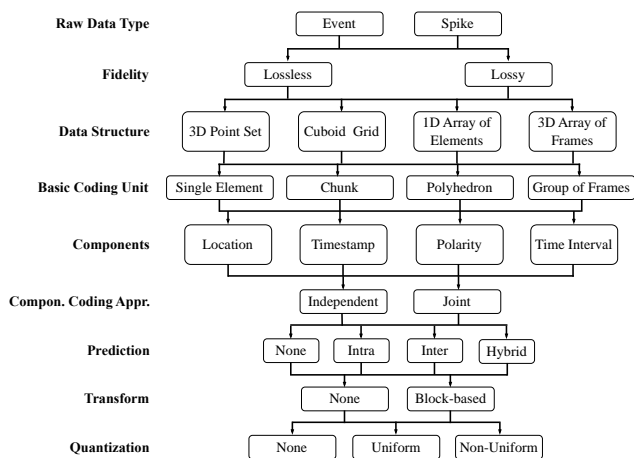 Raw Data Type Event Spike
Fidelity Lossless Lossy
Data Structure 3D Point Set Cuboid Grid 1D Array of Elements 3D Array of Frames
Basic Coding Unit Single Element Chunk Polyhedron Group of Frames
Components Location Timestamp Polarity Time Interval
Compon. Coding Appr. Independent Joint
Prediction None Intra Inter Hybrid
Transform None Block-based
Quantization None Uniform Non-Uniform